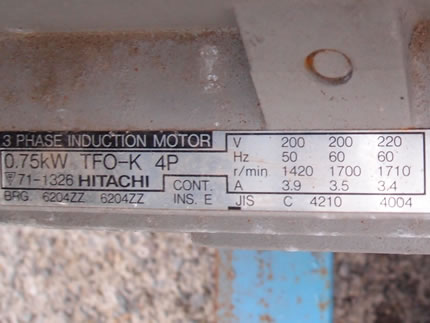 3 PHASE INDUCTION MOTOR
0.75kW TFO-K 4P
〒71-1326 HITACHI CONT.
INS. E
BRG. 6204ZZ 6204ZZ
V 200 200 220
Hz 50 60 60
r/min 1420 1700 1710
A 3.9 3.5 3.4
JIS C 4210 4004